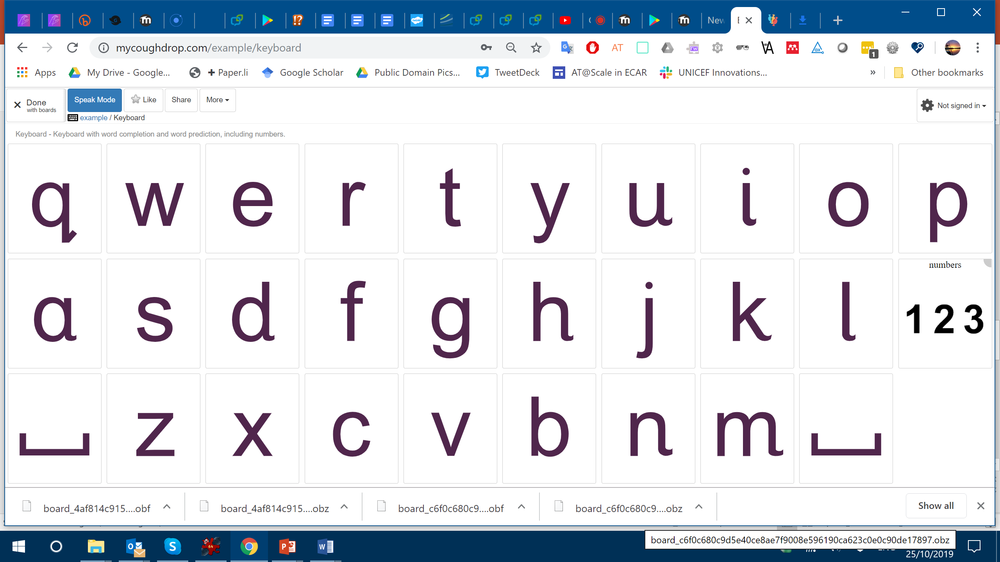 New
mycoughdrop.com/example/keyboard
AT
1
Apps
My Drive - Google...
+ Paper.li
Google Scholar
Public Domain Pics...
TweetDeck
AT@Scale in ECAR
UNICEF Innovations...
»
Other bookmarks
Done
with boards
Speak Mode
Like
Share
More
Not signed in
example / Keyboard
Keyboard - Keyboard with word completion and word prediction, including numbers.
q w e r t y u i o p
a s d f g h j k l
numbers
1 2 3
z x c v b n m
board_4af814c915....obf
board_4af814c915....obz
board_c6f0c680c9....obf
board_c6f0c680c9....obz
Show all
board_c6f0c680c9d5e40ce8ae7f9008e596190ca623c0e0c90de17897.obz
25/10/2019